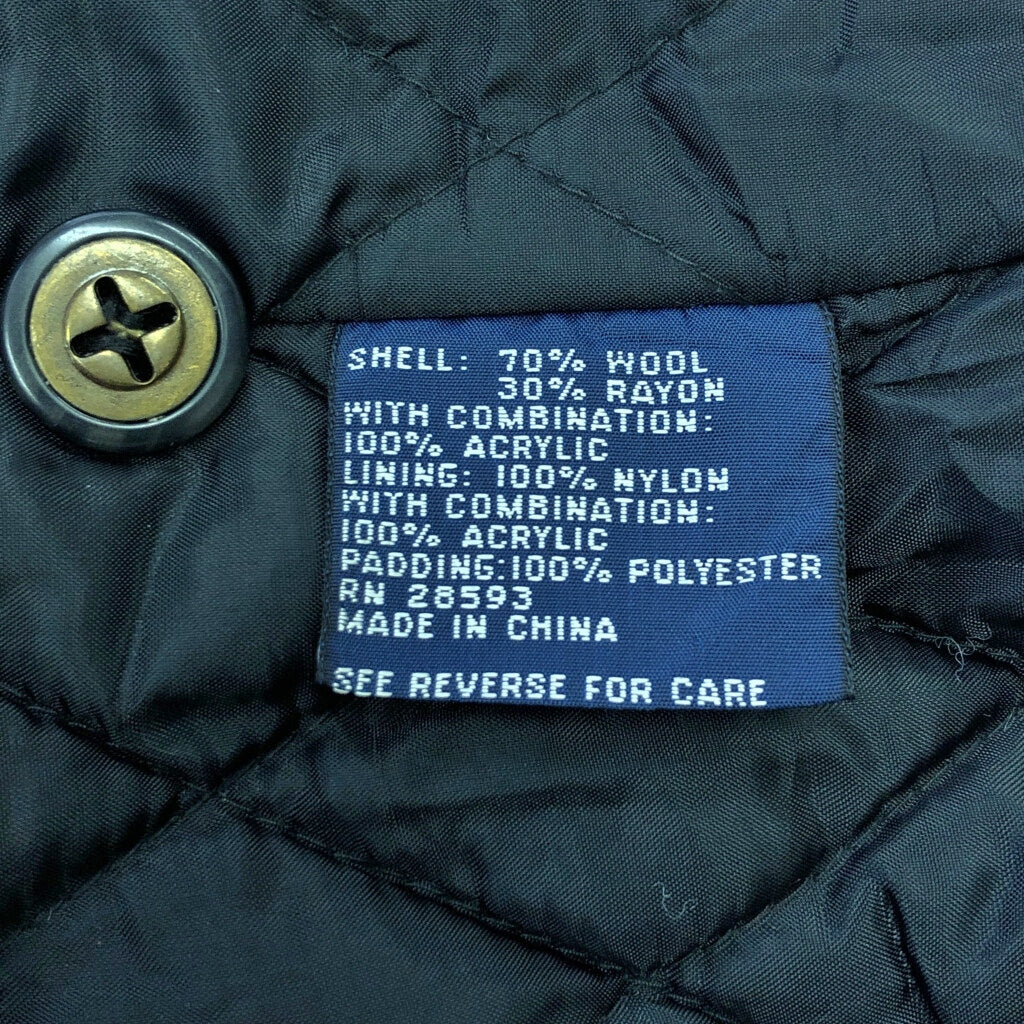 SHELL: 70% WOOL
30% RAYON
WITH COMBINATION:
100% ACRYLIC
LINING: 100% NYLON
WITH COMBINATION:
100% ACRYLIC
PADDING:100% POLYESTER
RN 28593
MADE IN CHINA
SEE REVERSE FOR CARE